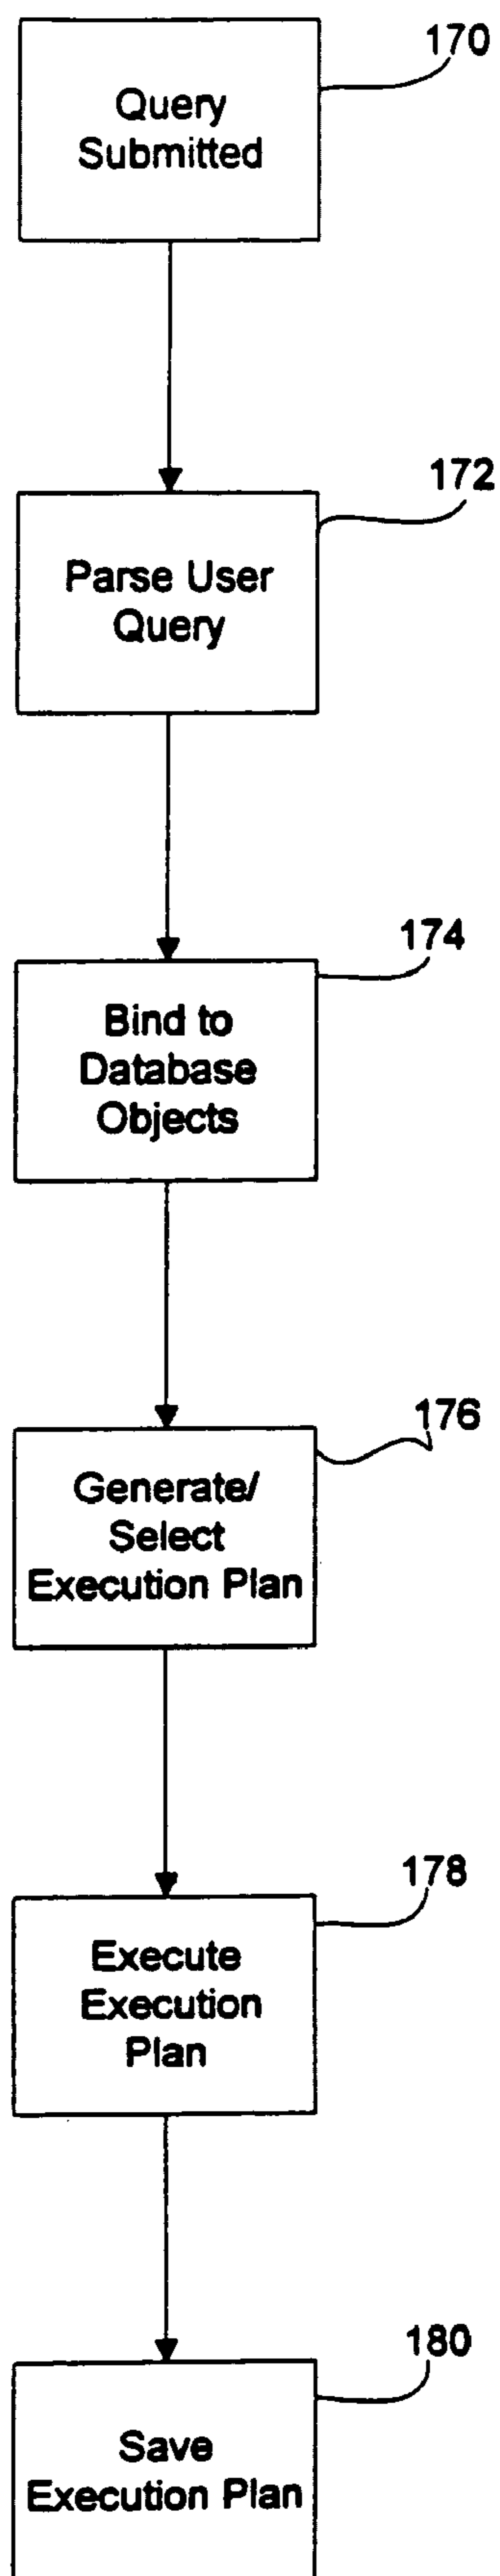 170
Query
Submitted
172
Parse User
Query
174
Bind to
Database
Objects
176
Generate/
Select
Execution Plan
178
Execute
Execution
Plan
180
Save
Execution Plan